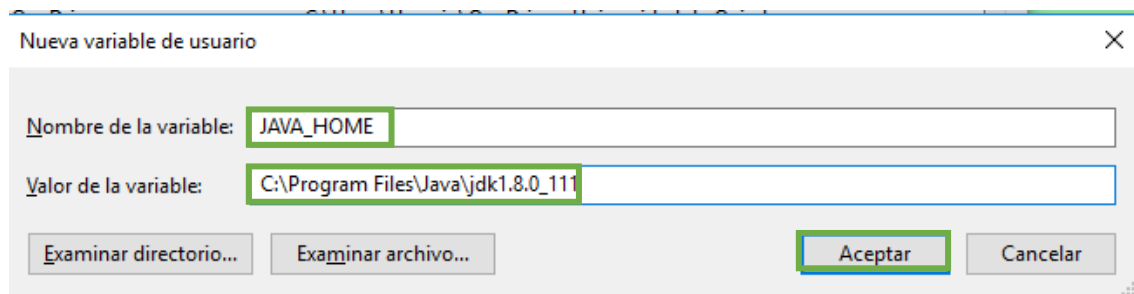 Nueva variable de usuario
Nombre de la variable: JAVA_HOME
Valor de la variable: C:\Program Files\Java\jdk1.8.0_111
Examinar directorio... Examinar archivo... Aceptar Cancelar